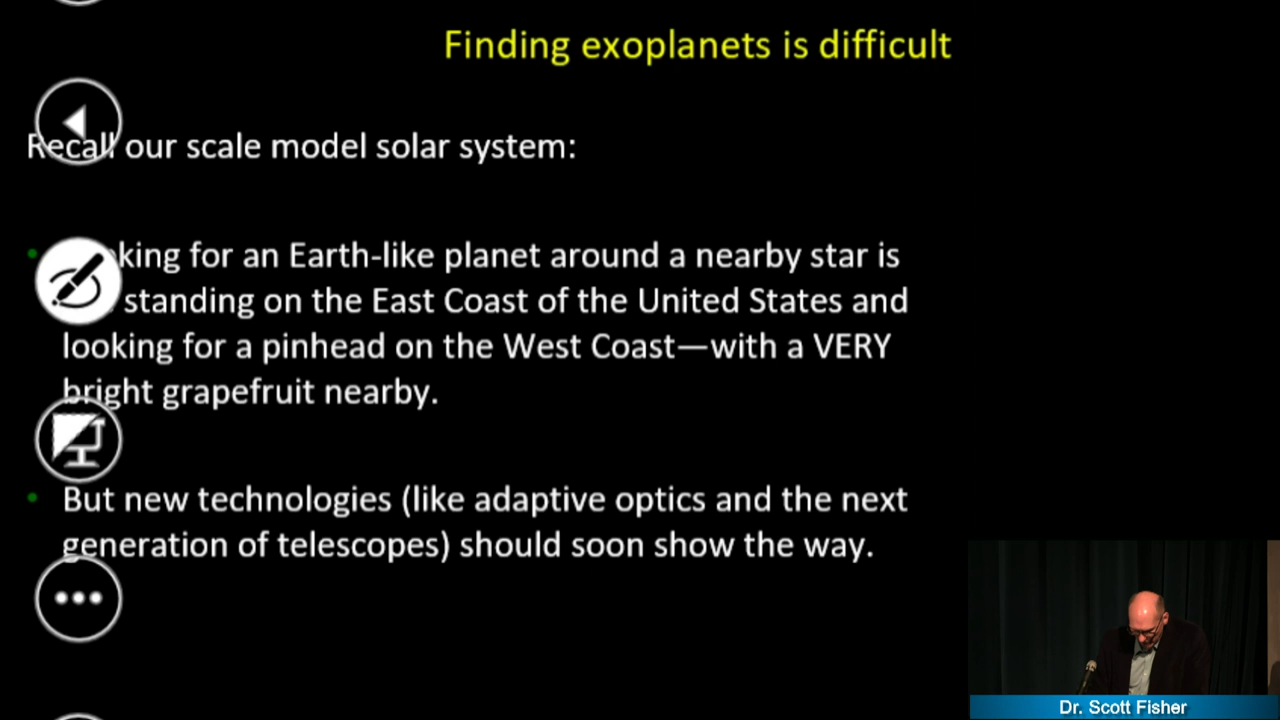 Finding exoplanets is difficult
Recall our scale model solar system:
king for an Earth-like planet around a nearby star is
standing on the East Coast of the United States and
looking for a pinhead on the West Coast—with a VERY
bright grapefruit nearby.
But new technologies (like adaptive optics and the next
generation of telescopes) should soon show the way.
Dr. Scott Fisher